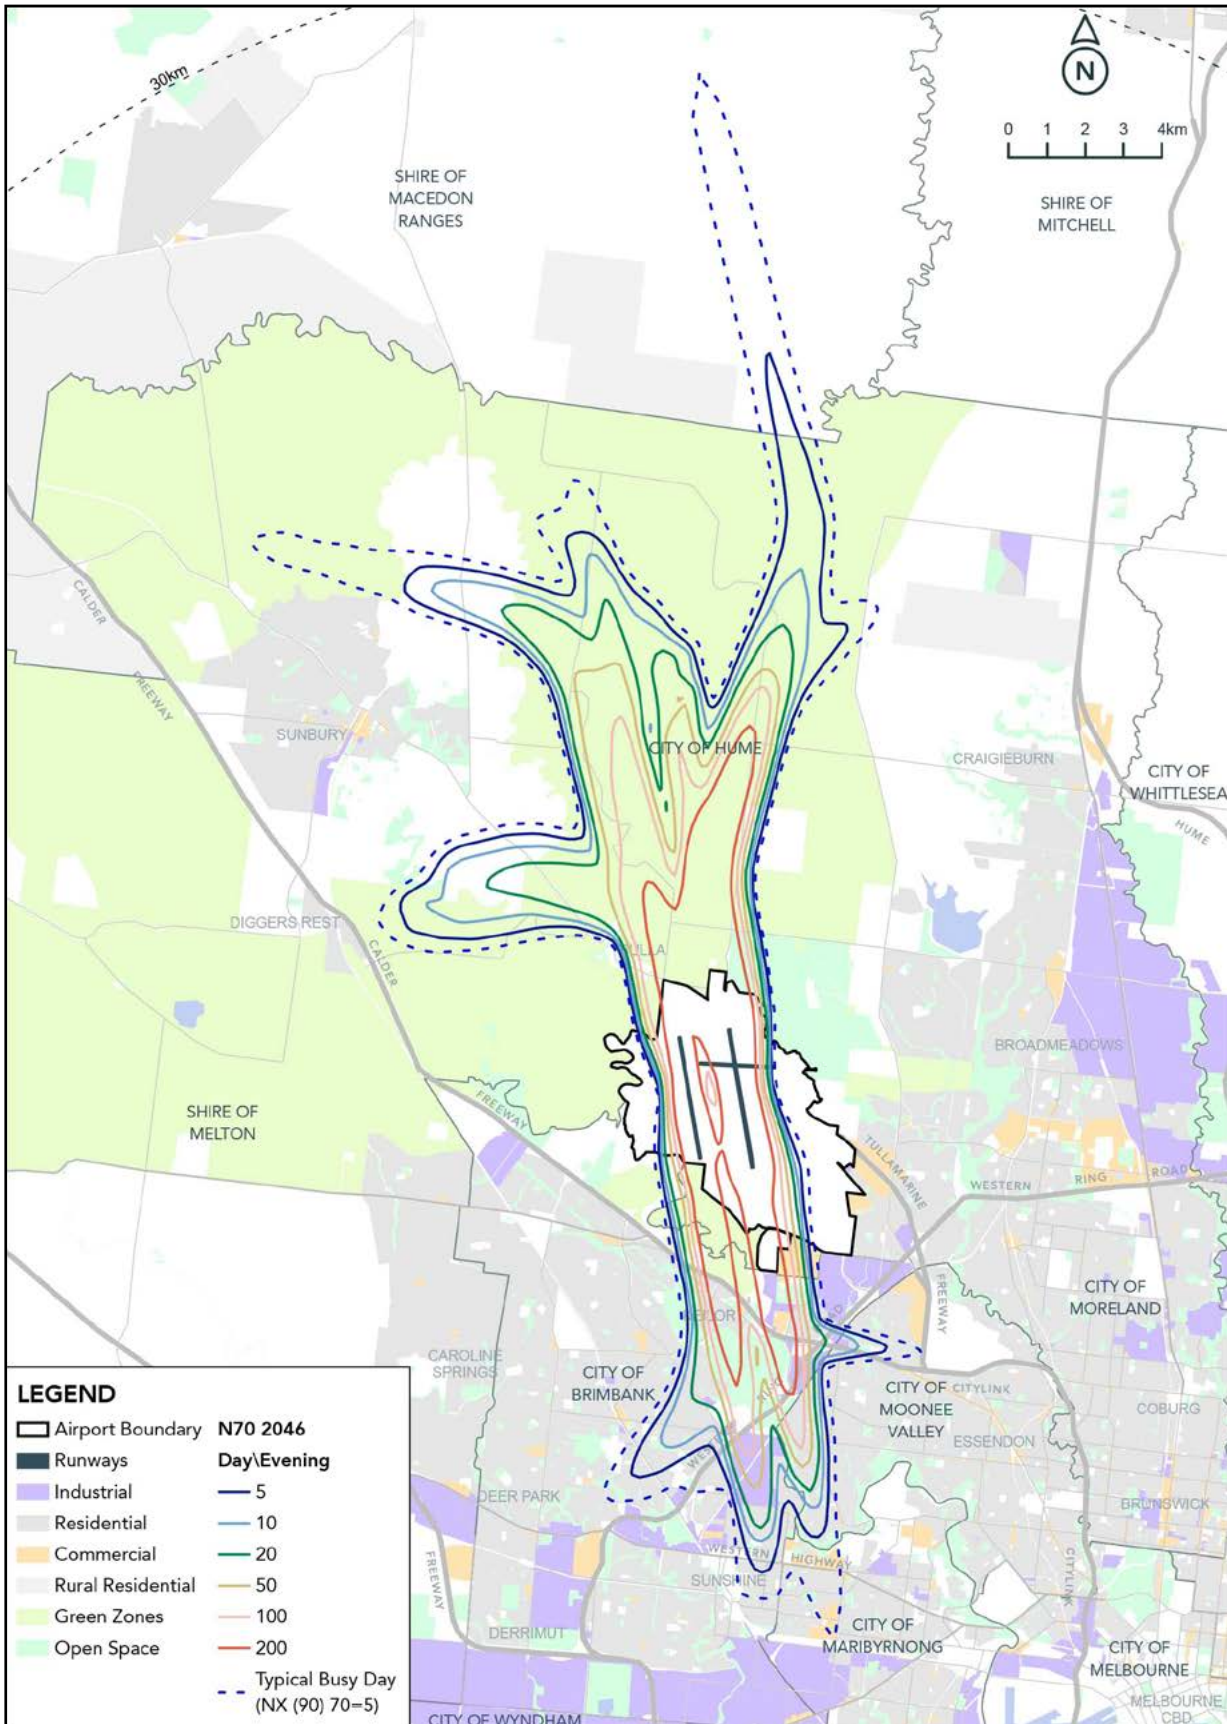 30km
N
0 1 2 3 4km
SHIRE OF
MACEDON
RANGES
SHIRE OF
MITCHELL
CALDER
FREEWAY
SUNBURY
CITY OF HUME
CRAIGIEBURN
CITY OF
WHITTLESEA
HUME
DIGGERS REST
CALDER
FREEWAY
BROADMEADOWS
SHIRE OF
MELTON
TULLAMARINE
FREEWAY
WESTERN
RING
ROAD
CITY OF
MORELAND
CAROLINE
SPRINGS
CITY OF
BRIMBANK
CITY OF
MOONEE
VALLEY
CITYLINK
COBURG
ESSENDON
DEER PARK
BRUNSWICK
WESTERN
HIGHWAY
CITYLINK
SUNSHINE
FREEWAY
DERRIMUT
CITY OF
MARIBYRNONG
CITY OF
MELBOURNE
MELBOURNE
CBD
CITY OF WYNDHAM
LEGEND
Airport Boundary
Runways
Industrial
Residential
Commercial
Rural Residential
Green Zones
Open Space
N70 2046
Day\Evening
5
10
20
50
100
200
Typical Busy Day
(NX (90) 70=5)